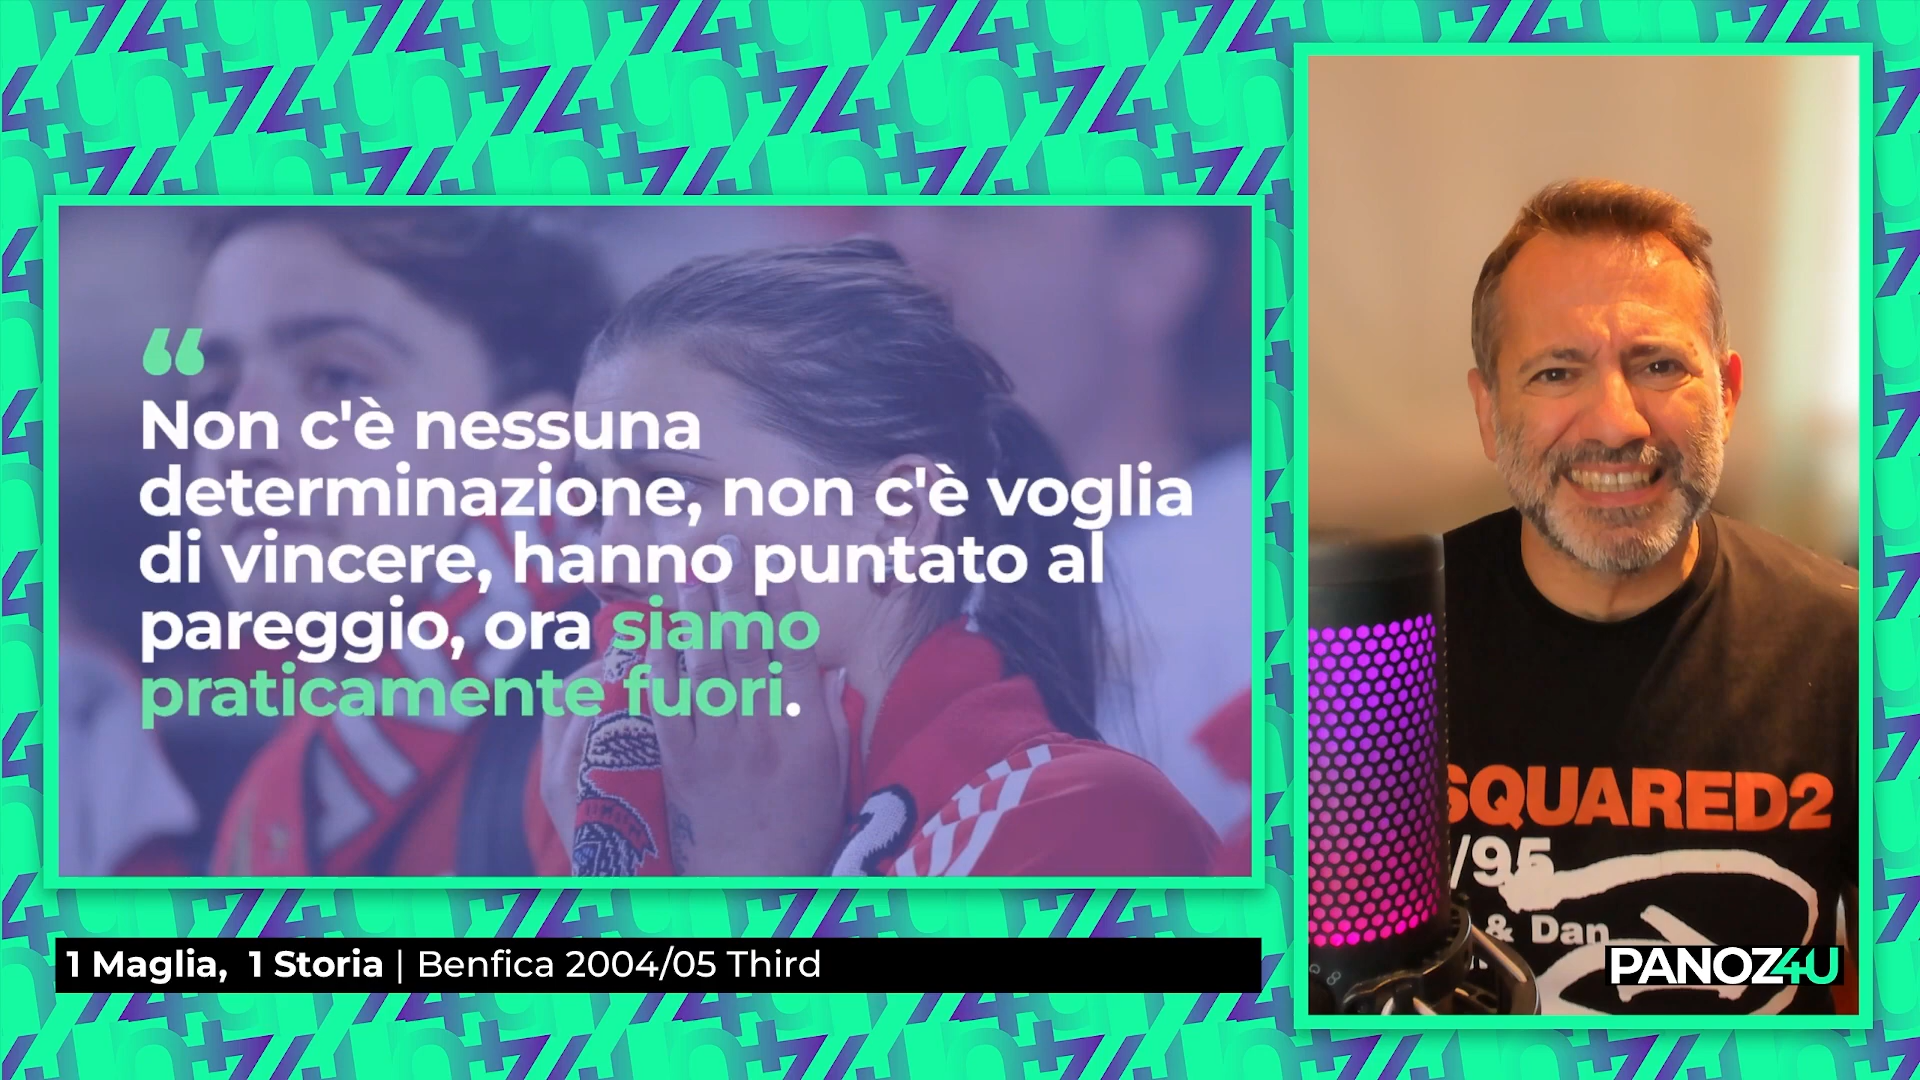 “
Non c'è nessuna
determinazione, non c'è voglia
di vincere, hanno puntato al
pareggio, ora siamo
praticamente fuori.
1 Maglia, 1 Storia | Benfica 2004/05 Third
SQUARED2
/95
& Dan
PANOZ4U